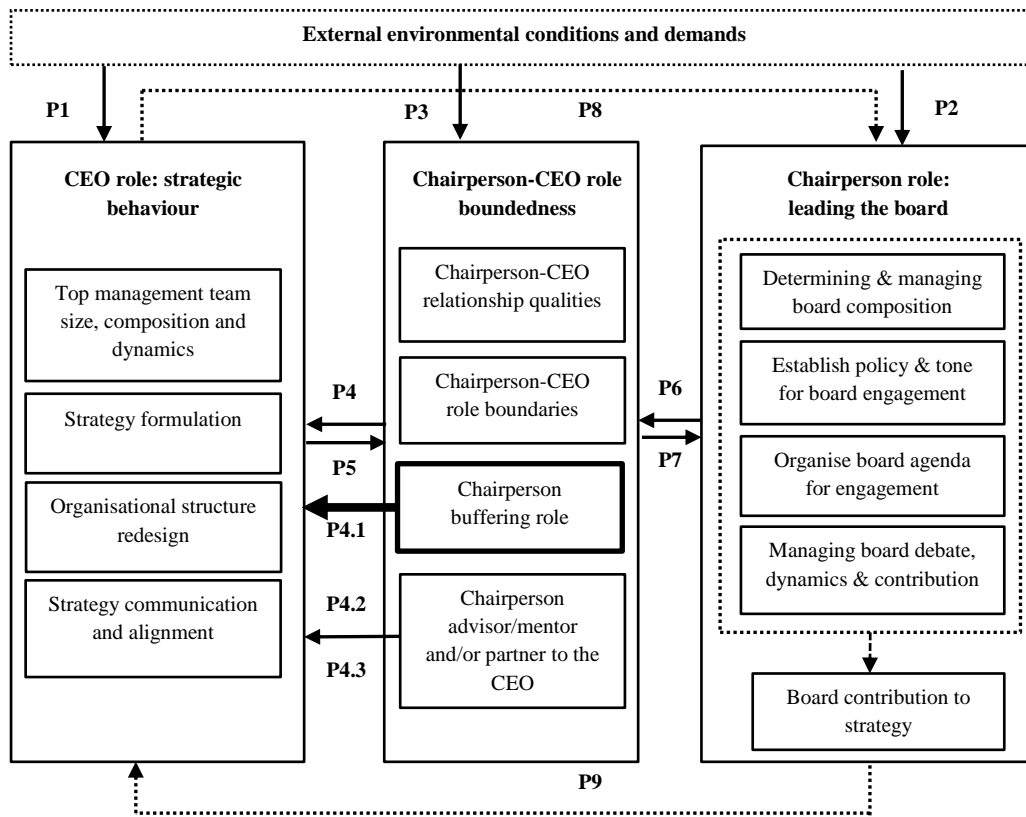 External environmental conditions and demands
P1
P3
P8
P2
CEO role: strategic
behaviour
Top management team
size, composition and
dynamics
Strategy formulation
Organisational structure
redesign
Strategy communication
and alignment
Chairperson-CEO role
boundedness
Chairperson-CEO
relationship qualities
Chairperson-CEO
role boundaries
Chairperson
buffering role
Chairperson
advisor/mentor
and/or partner to the
CEO
P4
P5
P4.1
P4.2
P4.3
P6
P7
Chairperson role:
leading the board
Determining & managing
board composition
Establish policy & tone
for board engagement
Organise board agenda
for engagement
Managing board debate,
dynamics & contribution
Board contribution to
strategy
P9